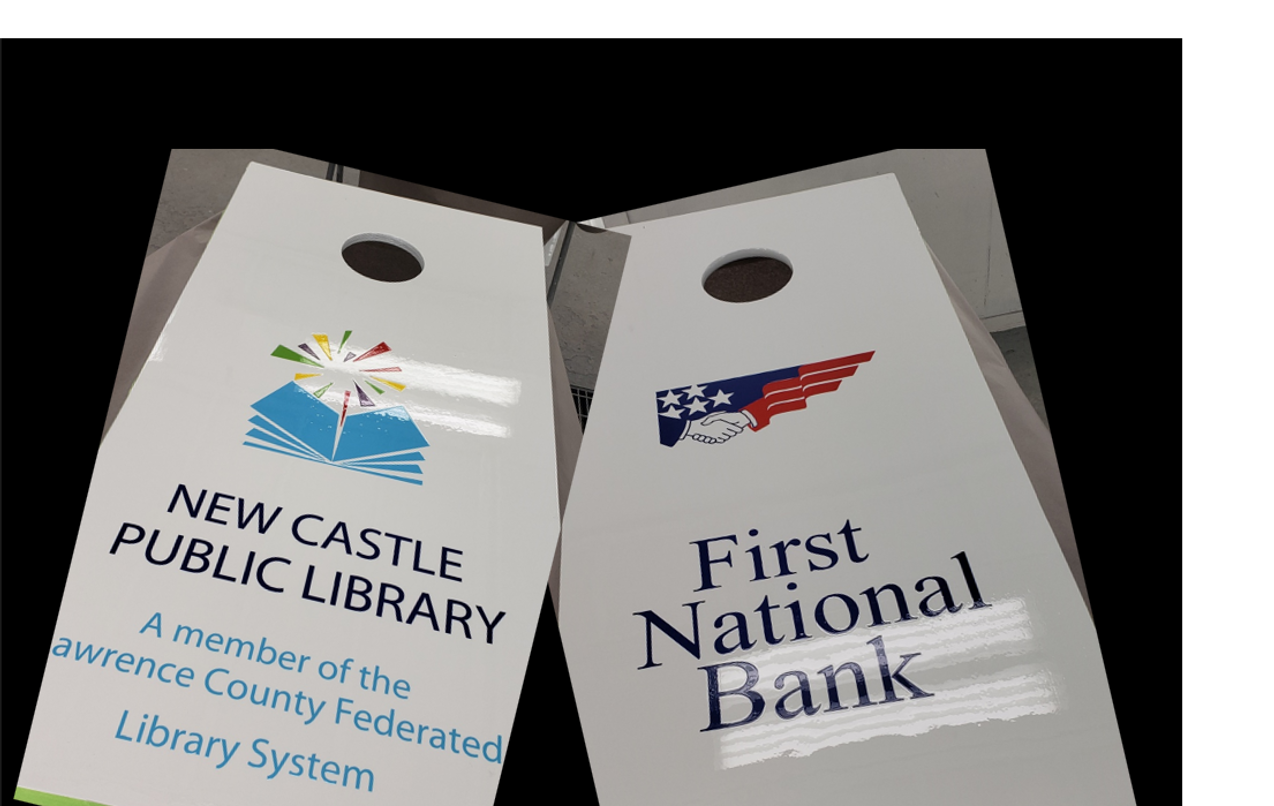 NEW CASTLE
PUBLIC LIBRARY
A member of the
awrence County Federated
Library System
First
National
Bank